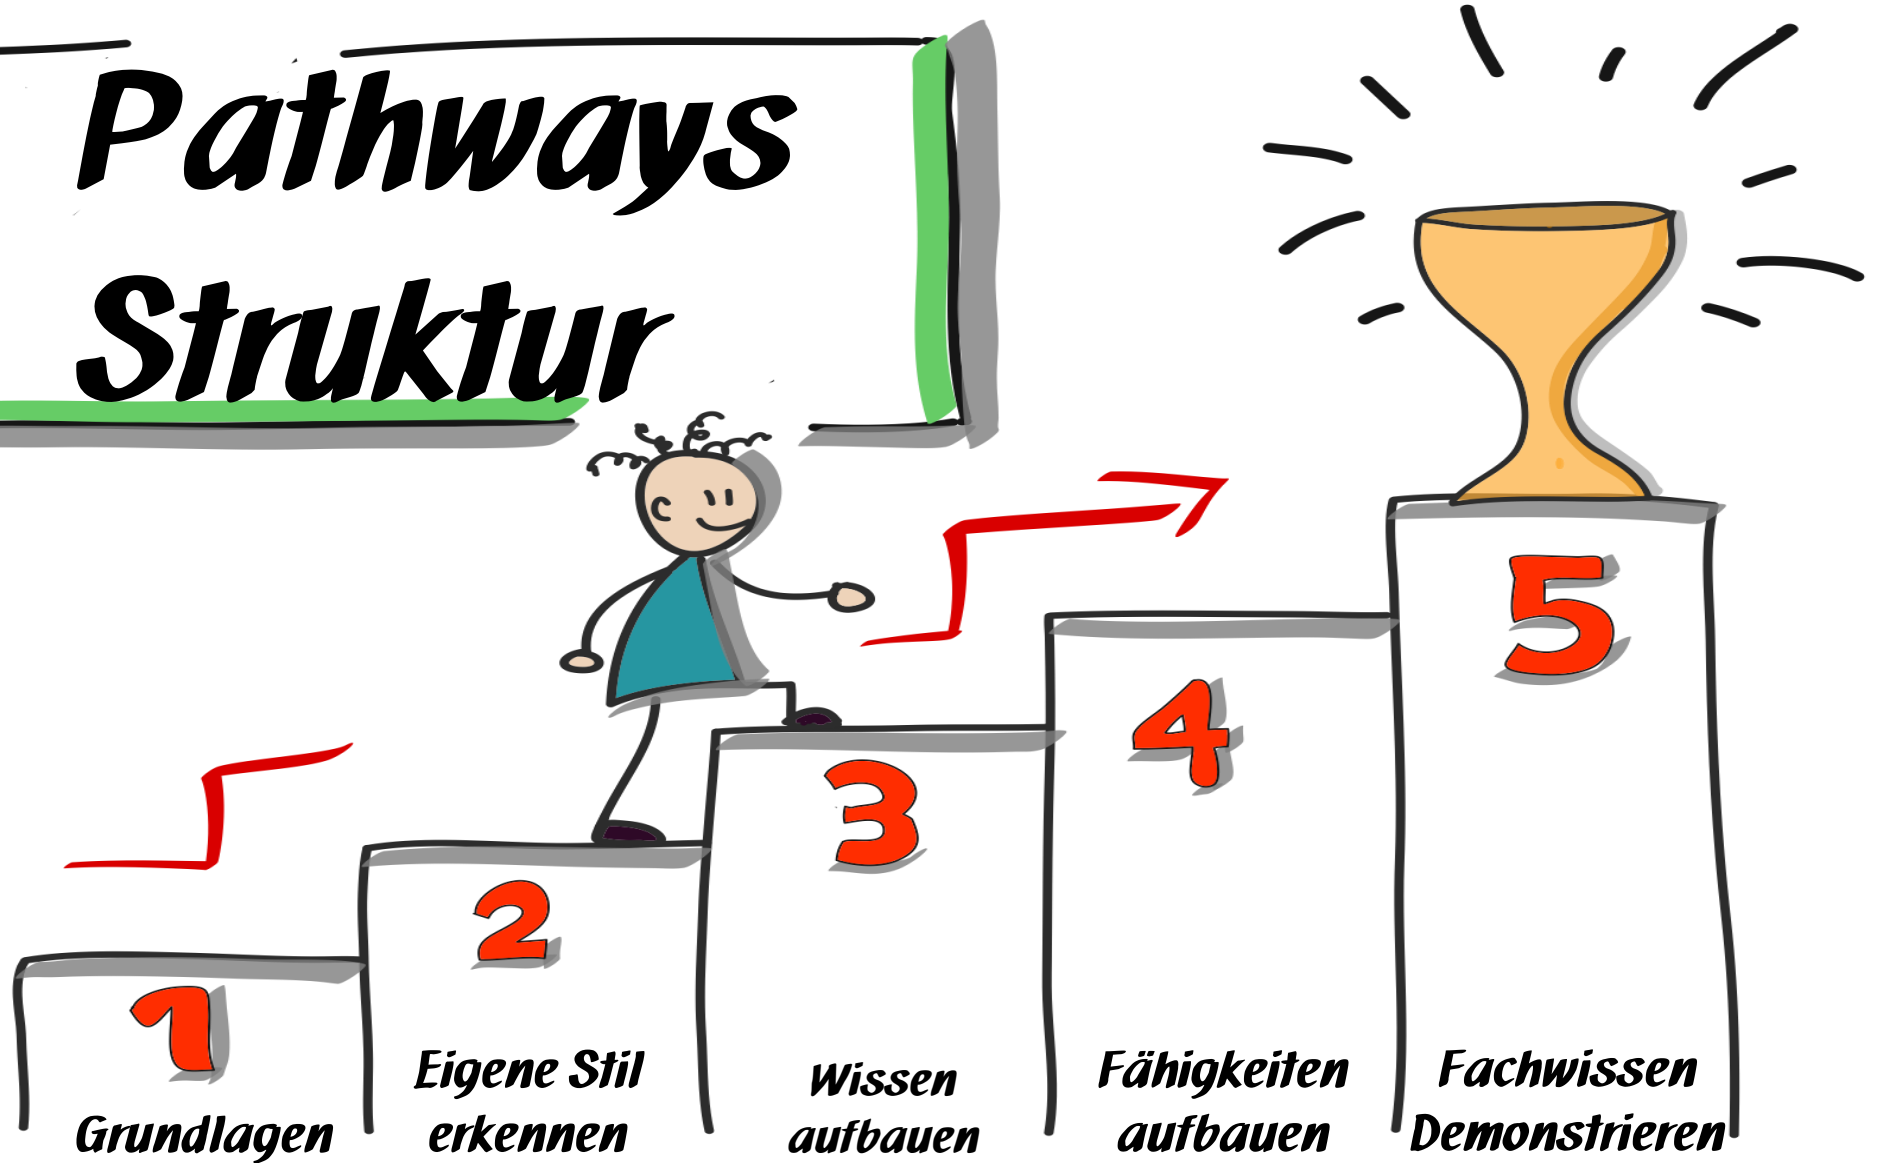 Pathways
Struktur
1
Grundlagen
2
Eigene Stil
erkennen
3
Wissen
aufbauen
4
Fähigkeiten
aufbauen
5
Fachwissen
Demonstrieren